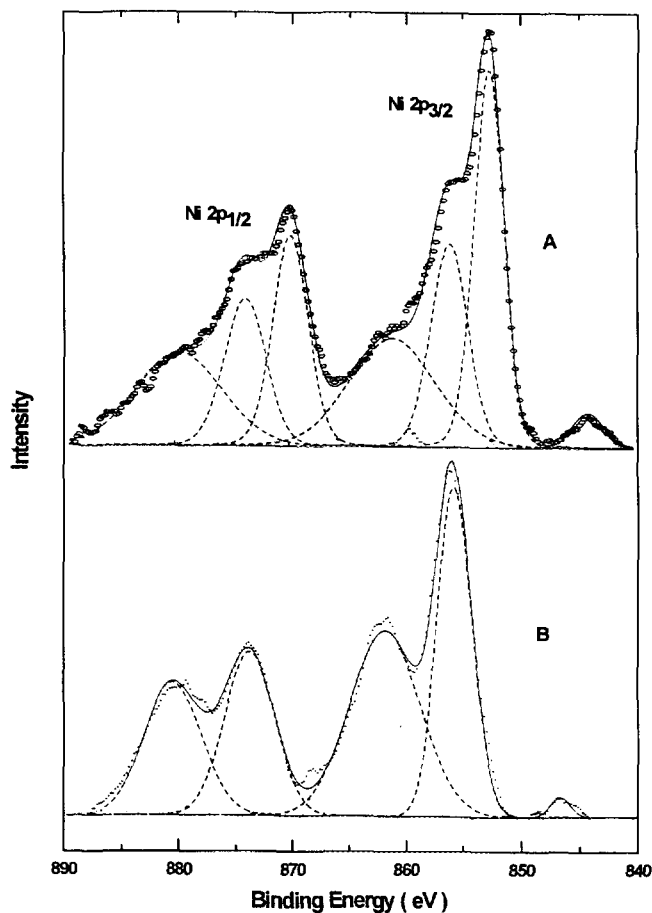 Ni 2p3/2
Ni 2p1/2
A
Intensity
B
890 880 870 860 850 840
Binding Energy ( eV )